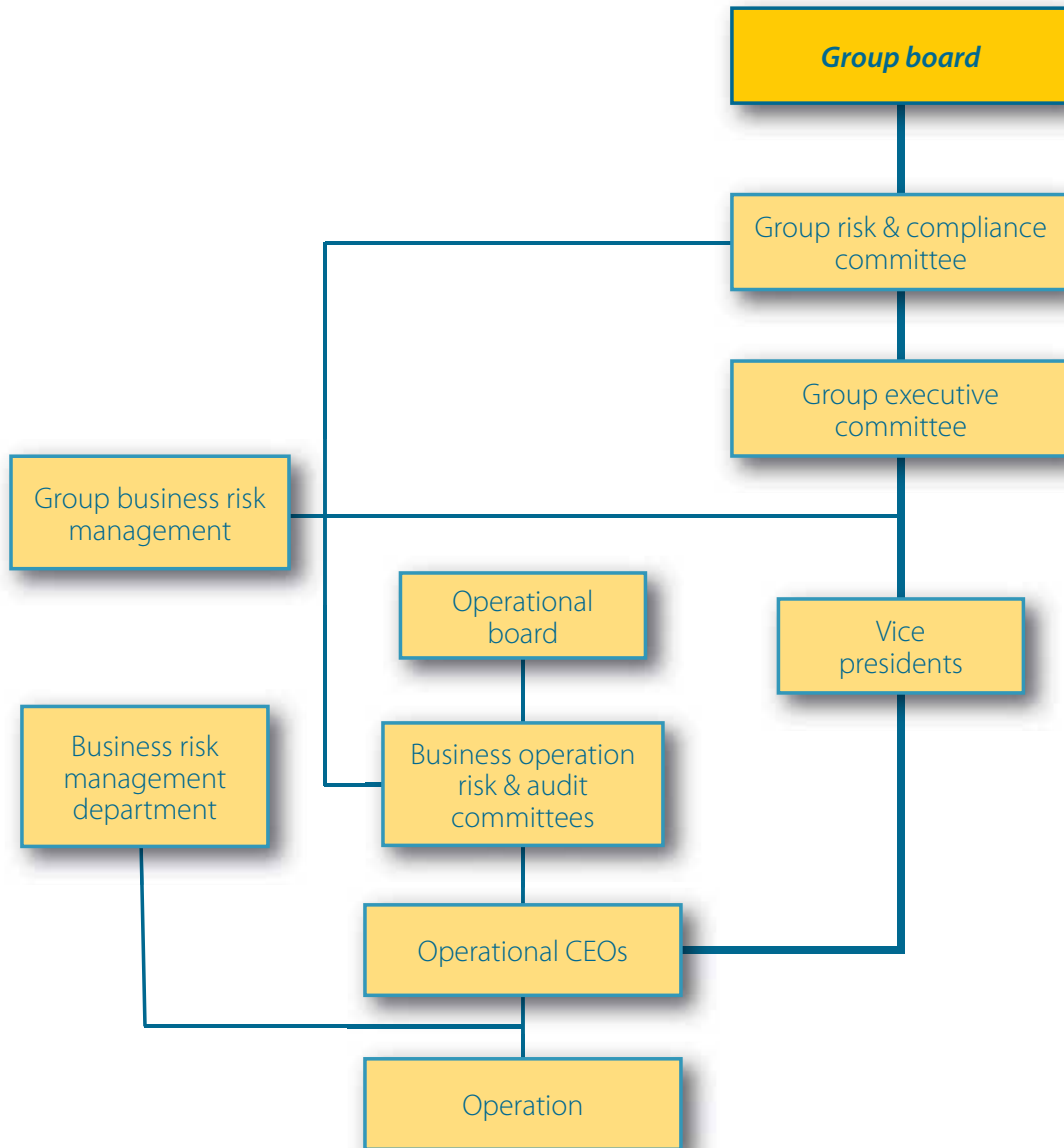 Group board
Group risk & compliance
committee
Group executive
committee
Group business risk
management
Operational
board
Vice
presidents
Business risk
management
department
Business operation
risk & audit
committees
Operational CEOs
Operation